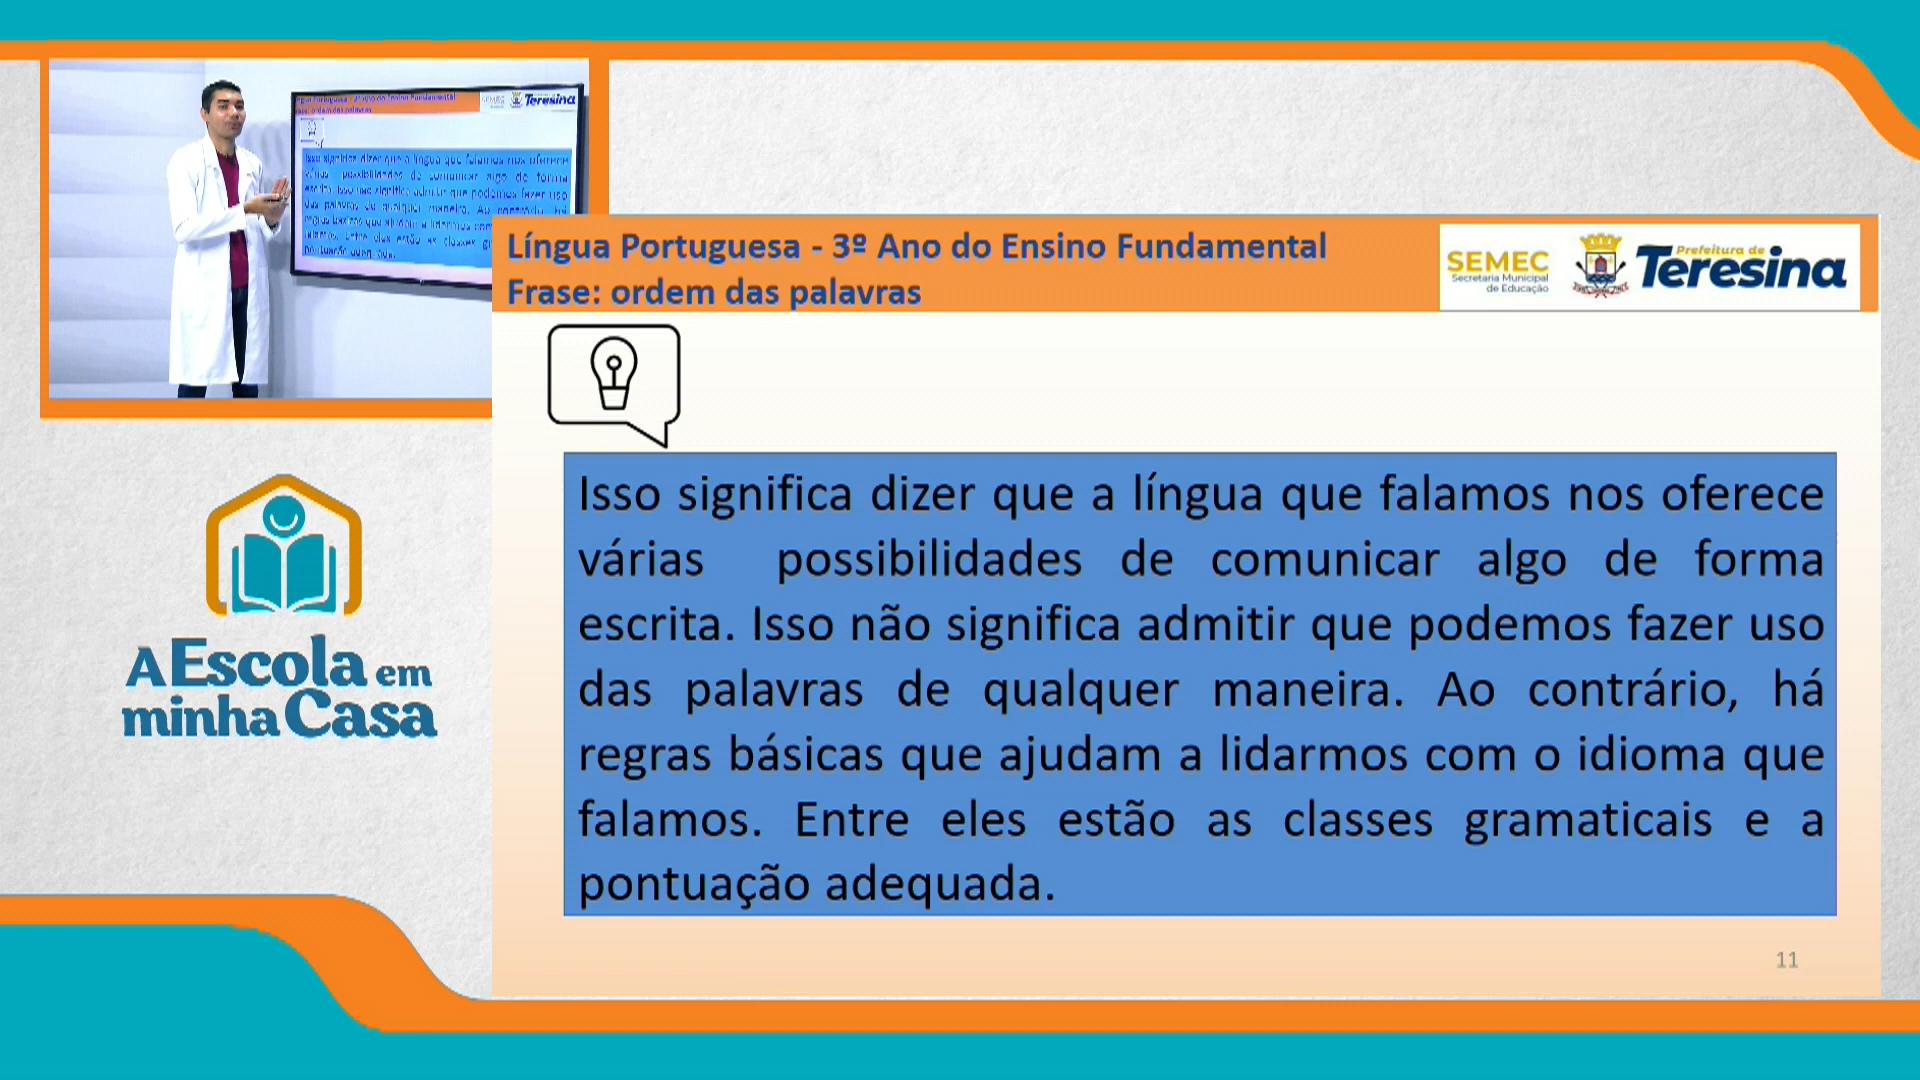 Língua Portuguesa - 3º Ano do Ensino Fundamental
Frase: ordem das palavras
SEMEC
Secretaria Municipal
de Educação
Prefeitura de
Teresina
Isso significa dizer que a língua que falamos nos oferece
várias possibilidades de comunicar algo de forma
escrita. Isso não significa admitir que podemos fazer uso
das palavras de qualquer maneira. Ao contrário, há
regras básicas que ajudam a lidarmos com o idioma que
falamos. Entre eles estão as classes gramaticais e a
pontuação adequada.
11
A Escola em
minha Casa